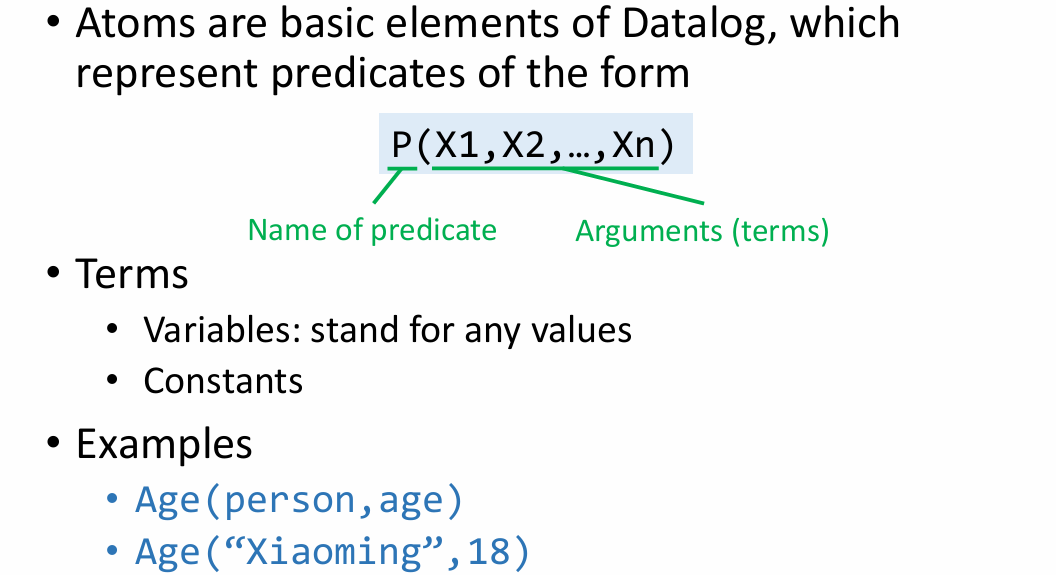 • Atoms are basic elements of Datalog, which
represent predicates of the form
P(X1,X2,…,Xn)
Name of predicate
Arguments (terms)
• Terms
• Variables: stand for any values
• Constants
• Examples
• Age(person,age)
• Age(“Xiaoming”,18)